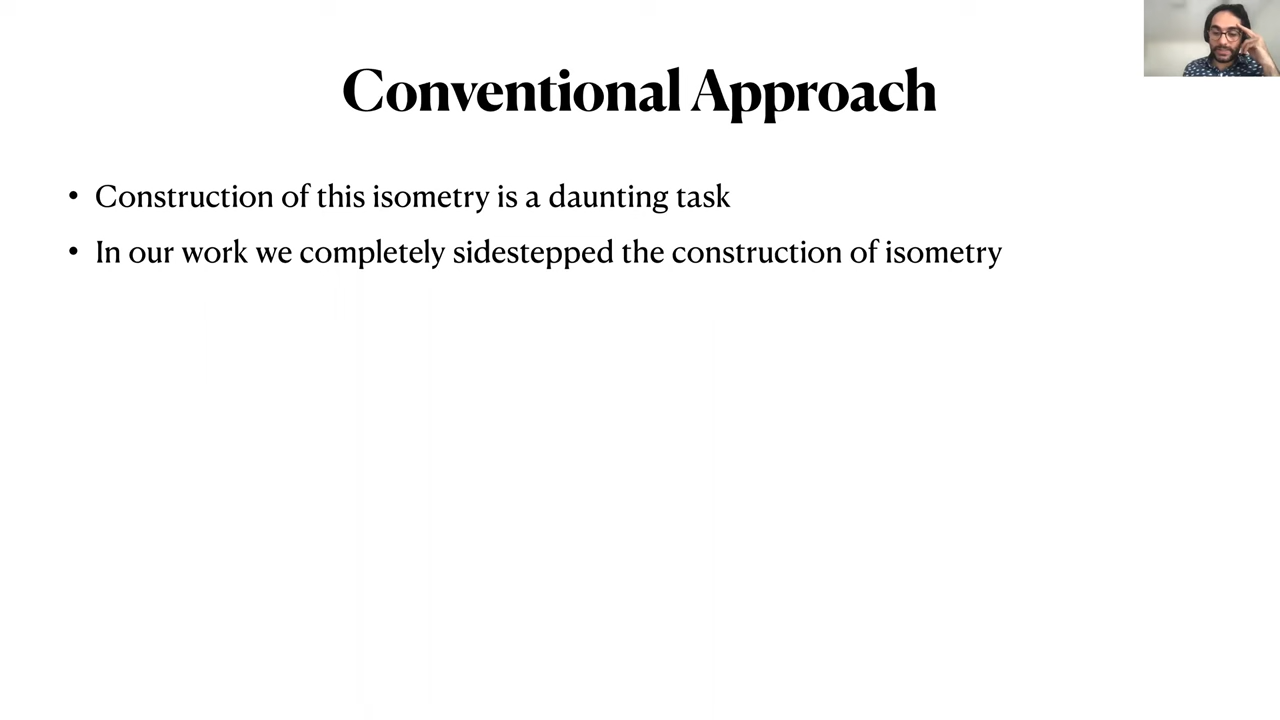 Conventional Approach
• Construction of this isometry is a daunting task
• In our work we completely sidestepped the construction of isometry